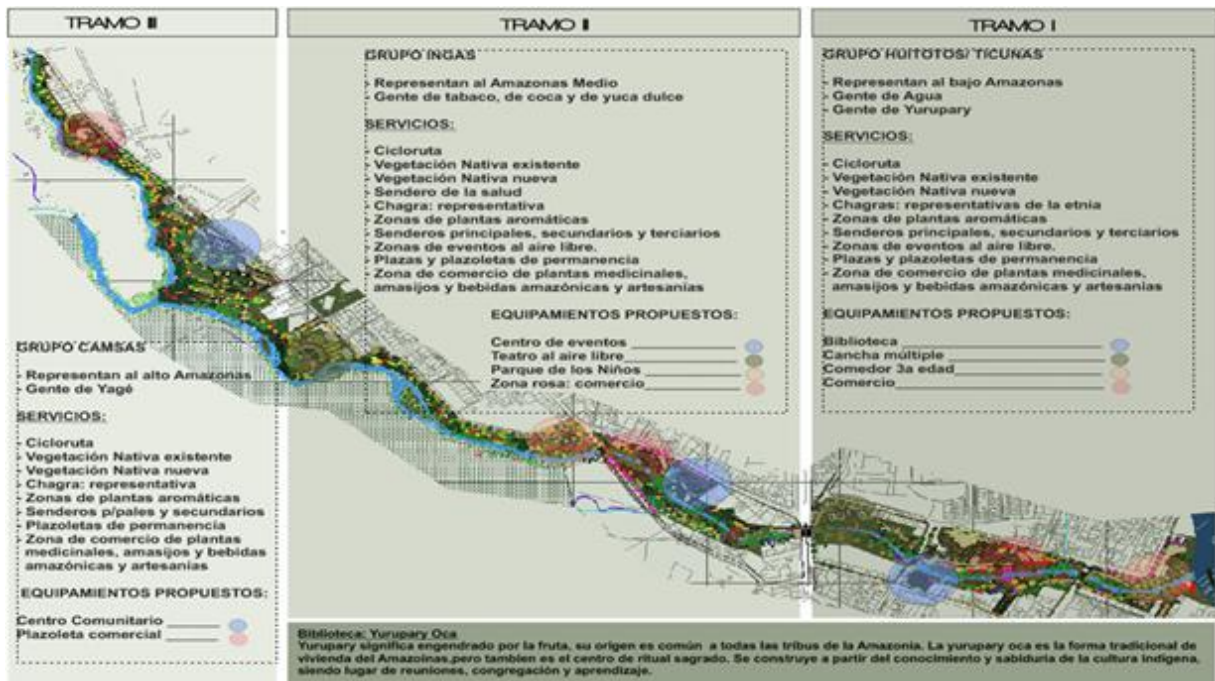 TRAMO III
GRUPO CAMSAS
- Representan al alto Amazonas
- Gente de Yagé
SERVICIOS:
- Cicloruta
- Vegetación Nativa existente
- Vegetación Nativa nueva
- Chagra: representativa
- Zonas de plantas aromáticas
- Senderos p/pales y secundarios
- Plazoletas de permanencia
- Zona de comercio de plantas
medicinales, amasijos y bebidas
amazónicas y artesanías
EQUIPAMIENTOS PROPUESTOS:
Centro Comunitario
Plazoleta comercial
TRAMO II
GRUPO INGAS
- Representan al Amazonas Medio
- Gente de tabaco, de coca y de yuca dulce
SERVICIOS:
- Cicloruta
- Vegetación Nativa existente
- Vegetación Nativa nueva
- Sendero de la salud
- Chagra: representativa
- Zonas de plantas aromáticas
- Senderos principales, secundarios y terciarios
- Zonas de eventos al aire libre.
- Plazas y plazoletas de permanencia
- Zona de comercio de plantas medicinales,
amasijos y bebidas amazónicas y artesanías
EQUIPAMIENTOS PROPUESTOS:
Centro de eventos
Teatro al aire libre
Parque de los Niños
Zona rosa: comercio
TRAMO I
GRUPO HUITOTOS/ TICUNAS
- Representan al bajo Amazonas
- Gente de Agua
- Gente de Yurupary
SERVICIOS:
- Cicloruta
- Vegetación Nativa existente
- Vegetación Nativa nueva
- Chagras: representativas de la etnia
- Zonas de plantas aromáticas
- Senderos principales, secundarios y terciarios
- Zonas de eventos al aire libre.
- Plazas y plazoletas de permanencia
- Zona de comercio de plantas medicinales,
amasijos y bebidas amazónicas y artesanías
EQUIPAMIENTOS PROPUESTOS:
Biblioteca
Cancha múltiple
Comedor 3a edad
Comercio
Biblioteca: Yurupary Oca
Yurupary significa engendrado por la fruta, su origen es común a todas las tribus de la Amazonia. La yurupary oca es la forma tradicional de
vivienda del Amazoinas,pero tambien es el centro de ritual sagrado. Se construye a partir del conocimiento y sabiduria de la cultura indígena,
siendo lugar de reuniones, congregación y aprendizaje.